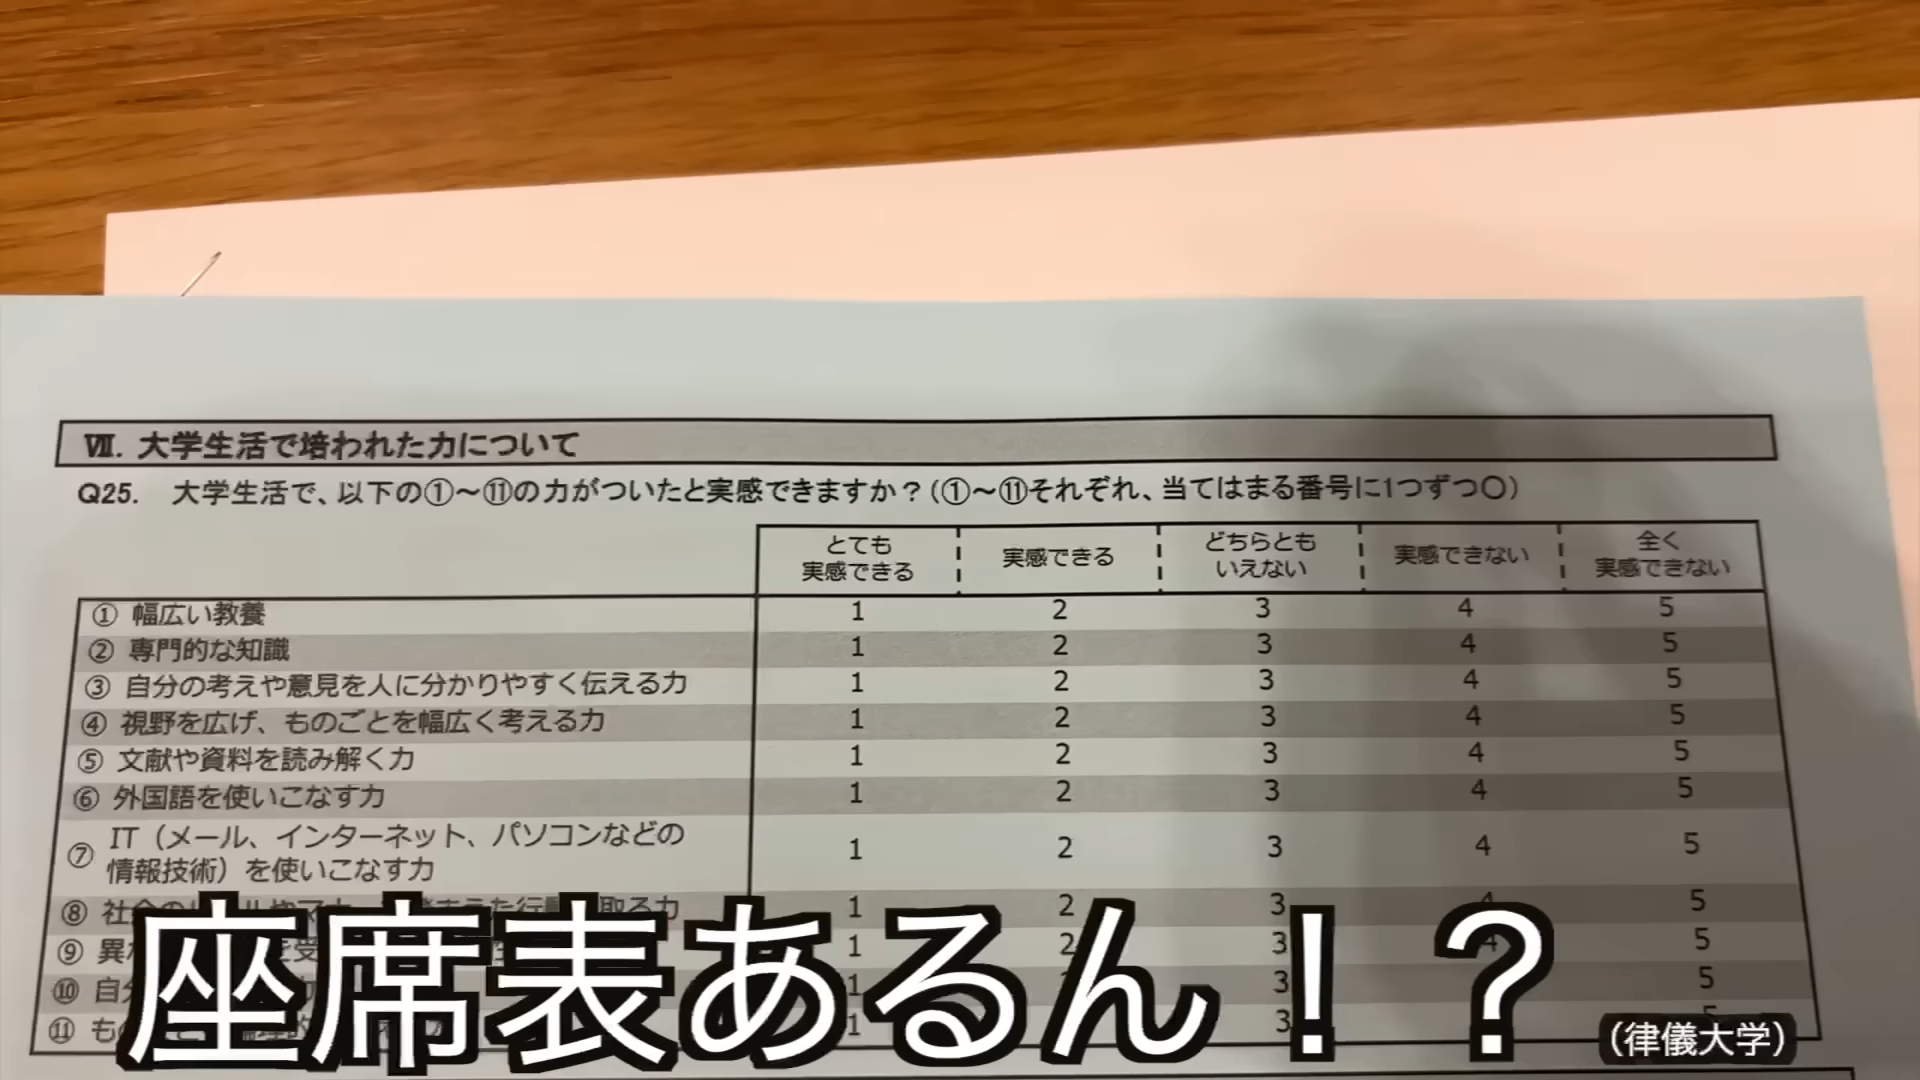 Ⅶ. 大学生活で培われた力について
Q25. 大学生活で、以下の①～⑪の力がついたと実感できますか？(①～⑪それぞれ、当てはまる番号に1つずつ○)
とても
実感できる
実感できる
どちらとも
いえない
実感できない
全く
実感できない
① 幅広い教養 1 2 3 4 5
② 専門的な知識 1 2 3 4 5
③ 自分の考えや意見を人に分かりやすく伝える力 1 2 3 4 5
④ 視野を広げ、ものごとを幅広く考える力 1 2 3 4 5
⑤ 文献や資料を読み解く力 1 2 3 4 5
⑥ 外国語を使いこなす力 1 2 3 4 5
⑦ IT（メール、インターネット、パソコンなどの
情報技術）を使いこなす力 1 2 3 4 5
⑧ 1 2 3 4 5
⑨ 1 2 3 4 5
⑩ 1 3 5
⑪ 1 3
座席表あるん！？
（律儀大学）